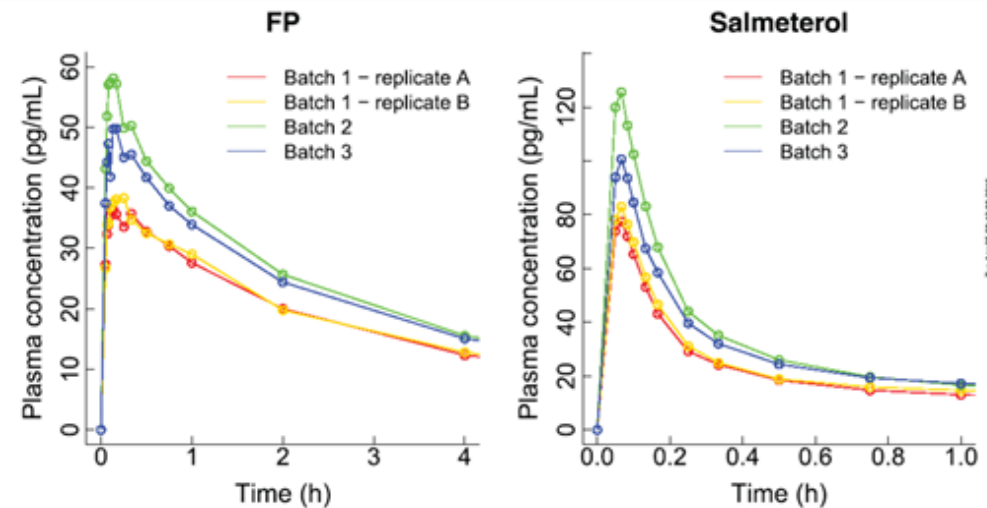 FP
Plasma concentration (pg/mL)
60
50
40
30
20
10
0
Batch 1 − replicate A
Batch 1 − replicate B
Batch 2
Batch 3
0 1 2 3 4
Time (h)
Salmeterol
Plasma concentration (pg/mL)
120
80
60
40
20
0
Batch 1 − replicate A
Batch 1 − replicate B
Batch 2
Batch 3
0.0 0.2 0.4 0.6 0.8 1.0
Time (h)